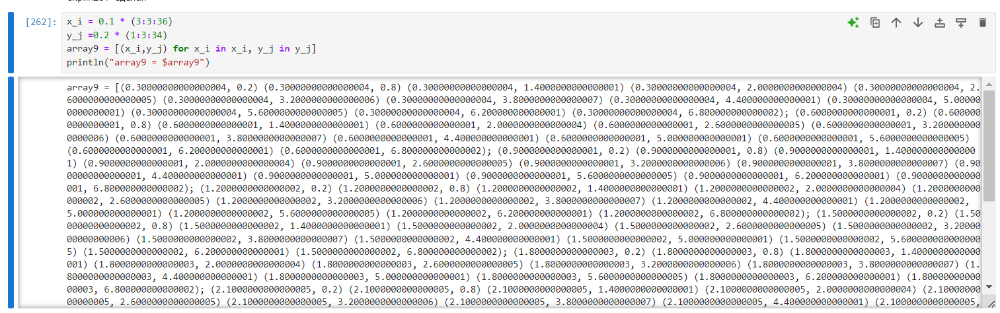 [262]:
x_i = 0.1 * (3:3:36)
y_j =0.2 * (1:3:34)
array9 = [(x_i,y_j) for x_i in x_i, y_j in y_j]
println("array9 = $array9")
array9 = [(0.30000000000000004, 0.2) (0.30000000000000004, 0.8) (0.30000000000000004, 1.4000000000000001) (0.30000000000000004, 2.0000000000000004) (0.30000000000000004, 2.
6000000000000005) (0.30000000000000004, 3.2000000000000006) (0.30000000000000004, 3.8000000000000007) (0.30000000000000004, 4.400000000000001) (0.30000000000000004, 5.00000
0000000001) (0.30000000000000004, 5.6000000000000005) (0.30000000000000004, 6.200000000000001) (0.30000000000000004, 6.800000000000002); (0.6000000000000001, 0.2) (0.60000
00000000001, 0.8) (0.6000000000000001, 1.4000000000000001) (0.6000000000000001, 2.0000000000000004) (0.6000000000000001, 2.6000000000000005) (0.6000000000000001, 3.20000000
00000006) (0.6000000000000001, 3.8000000000000007) (0.6000000000000001, 4.400000000000001) (0.6000000000000001, 5.000000000000001) (0.6000000000000001, 5.6000000000000005)
(0.6000000000000001, 6.200000000000001) (0.6000000000000001, 6.800000000000002); (0.9000000000000001, 0.2) (0.9000000000000001, 0.8) (0.9000000000000001, 1.400000000000000
1) (0.9000000000000001, 2.0000000000000004) (0.9000000000000001, 2.6000000000000005) (0.9000000000000001, 3.2000000000000006) (0.9000000000000001, 3.8000000000000007) (0.90
00000000000001, 4.400000000000001) (0.9000000000000001, 5.000000000000001) (0.9000000000000001, 5.6000000000000005) (0.9000000000000001, 6.200000000000001) (0.9000000000000
001, 6.800000000000002); (1.2000000000000002, 0.2) (1.2000000000000002, 0.8) (1.2000000000000002, 1.4000000000000001) (1.2000000000000002, 2.0000000000000004) (1.2000000000
000002, 2.6000000000000005) (1.2000000000000002, 3.2000000000000006) (1.2000000000000002, 3.8000000000000007) (1.2000000000000002, 4.400000000000001) (1.2000000000000002,
5.000000000000001) (1.2000000000000002, 5.6000000000000005) (1.2000000000000002, 6.200000000000001) (1.2000000000000002, 6.800000000000002); (1.5000000000000002, 0.2) (1.50
00000000000002, 0.8) (1.5000000000000002, 1.4000000000000001) (1.5000000000000002, 2.0000000000000004) (1.5000000000000002, 2.6000000000000005) (1.5000000000000002, 3.20000
00000000006) (1.5000000000000002, 3.8000000000000007) (1.5000000000000002, 4.400000000000001) (1.5000000000000002, 5.000000000000001) (1.5000000000000002, 5.600000000000000
5) (1.5000000000000002, 6.200000000000001) (1.5000000000000002, 6.800000000000002); (1.8000000000000003, 0.2) (1.8000000000000003, 0.8) (1.8000000000000003, 1.4000000000000
001) (1.8000000000000003, 2.0000000000000004) (1.8000000000000003, 2.6000000000000005) (1.8000000000000003, 3.2000000000000006) (1.8000000000000003, 3.8000000000000007) (1.
8000000000000003, 4.400000000000001) (1.8000000000000003, 5.000000000000001) (1.8000000000000003, 5.6000000000000005) (1.8000000000000003, 6.200000000000001) (1.80000000000
00003, 6.800000000000002); (2.1000000000000005, 0.2) (2.1000000000000005, 0.8) (2.1000000000000005, 1.4000000000000001) (2.1000000000000005, 2.0000000000000004) (2.10000000
00000005, 2.6000000000000005) (2.1000000000000005, 3.2000000000000006) (2.1000000000000005, 3.8000000000000007) (2.1000000000000005, 4.400000000000001) (2.1000000000000005,